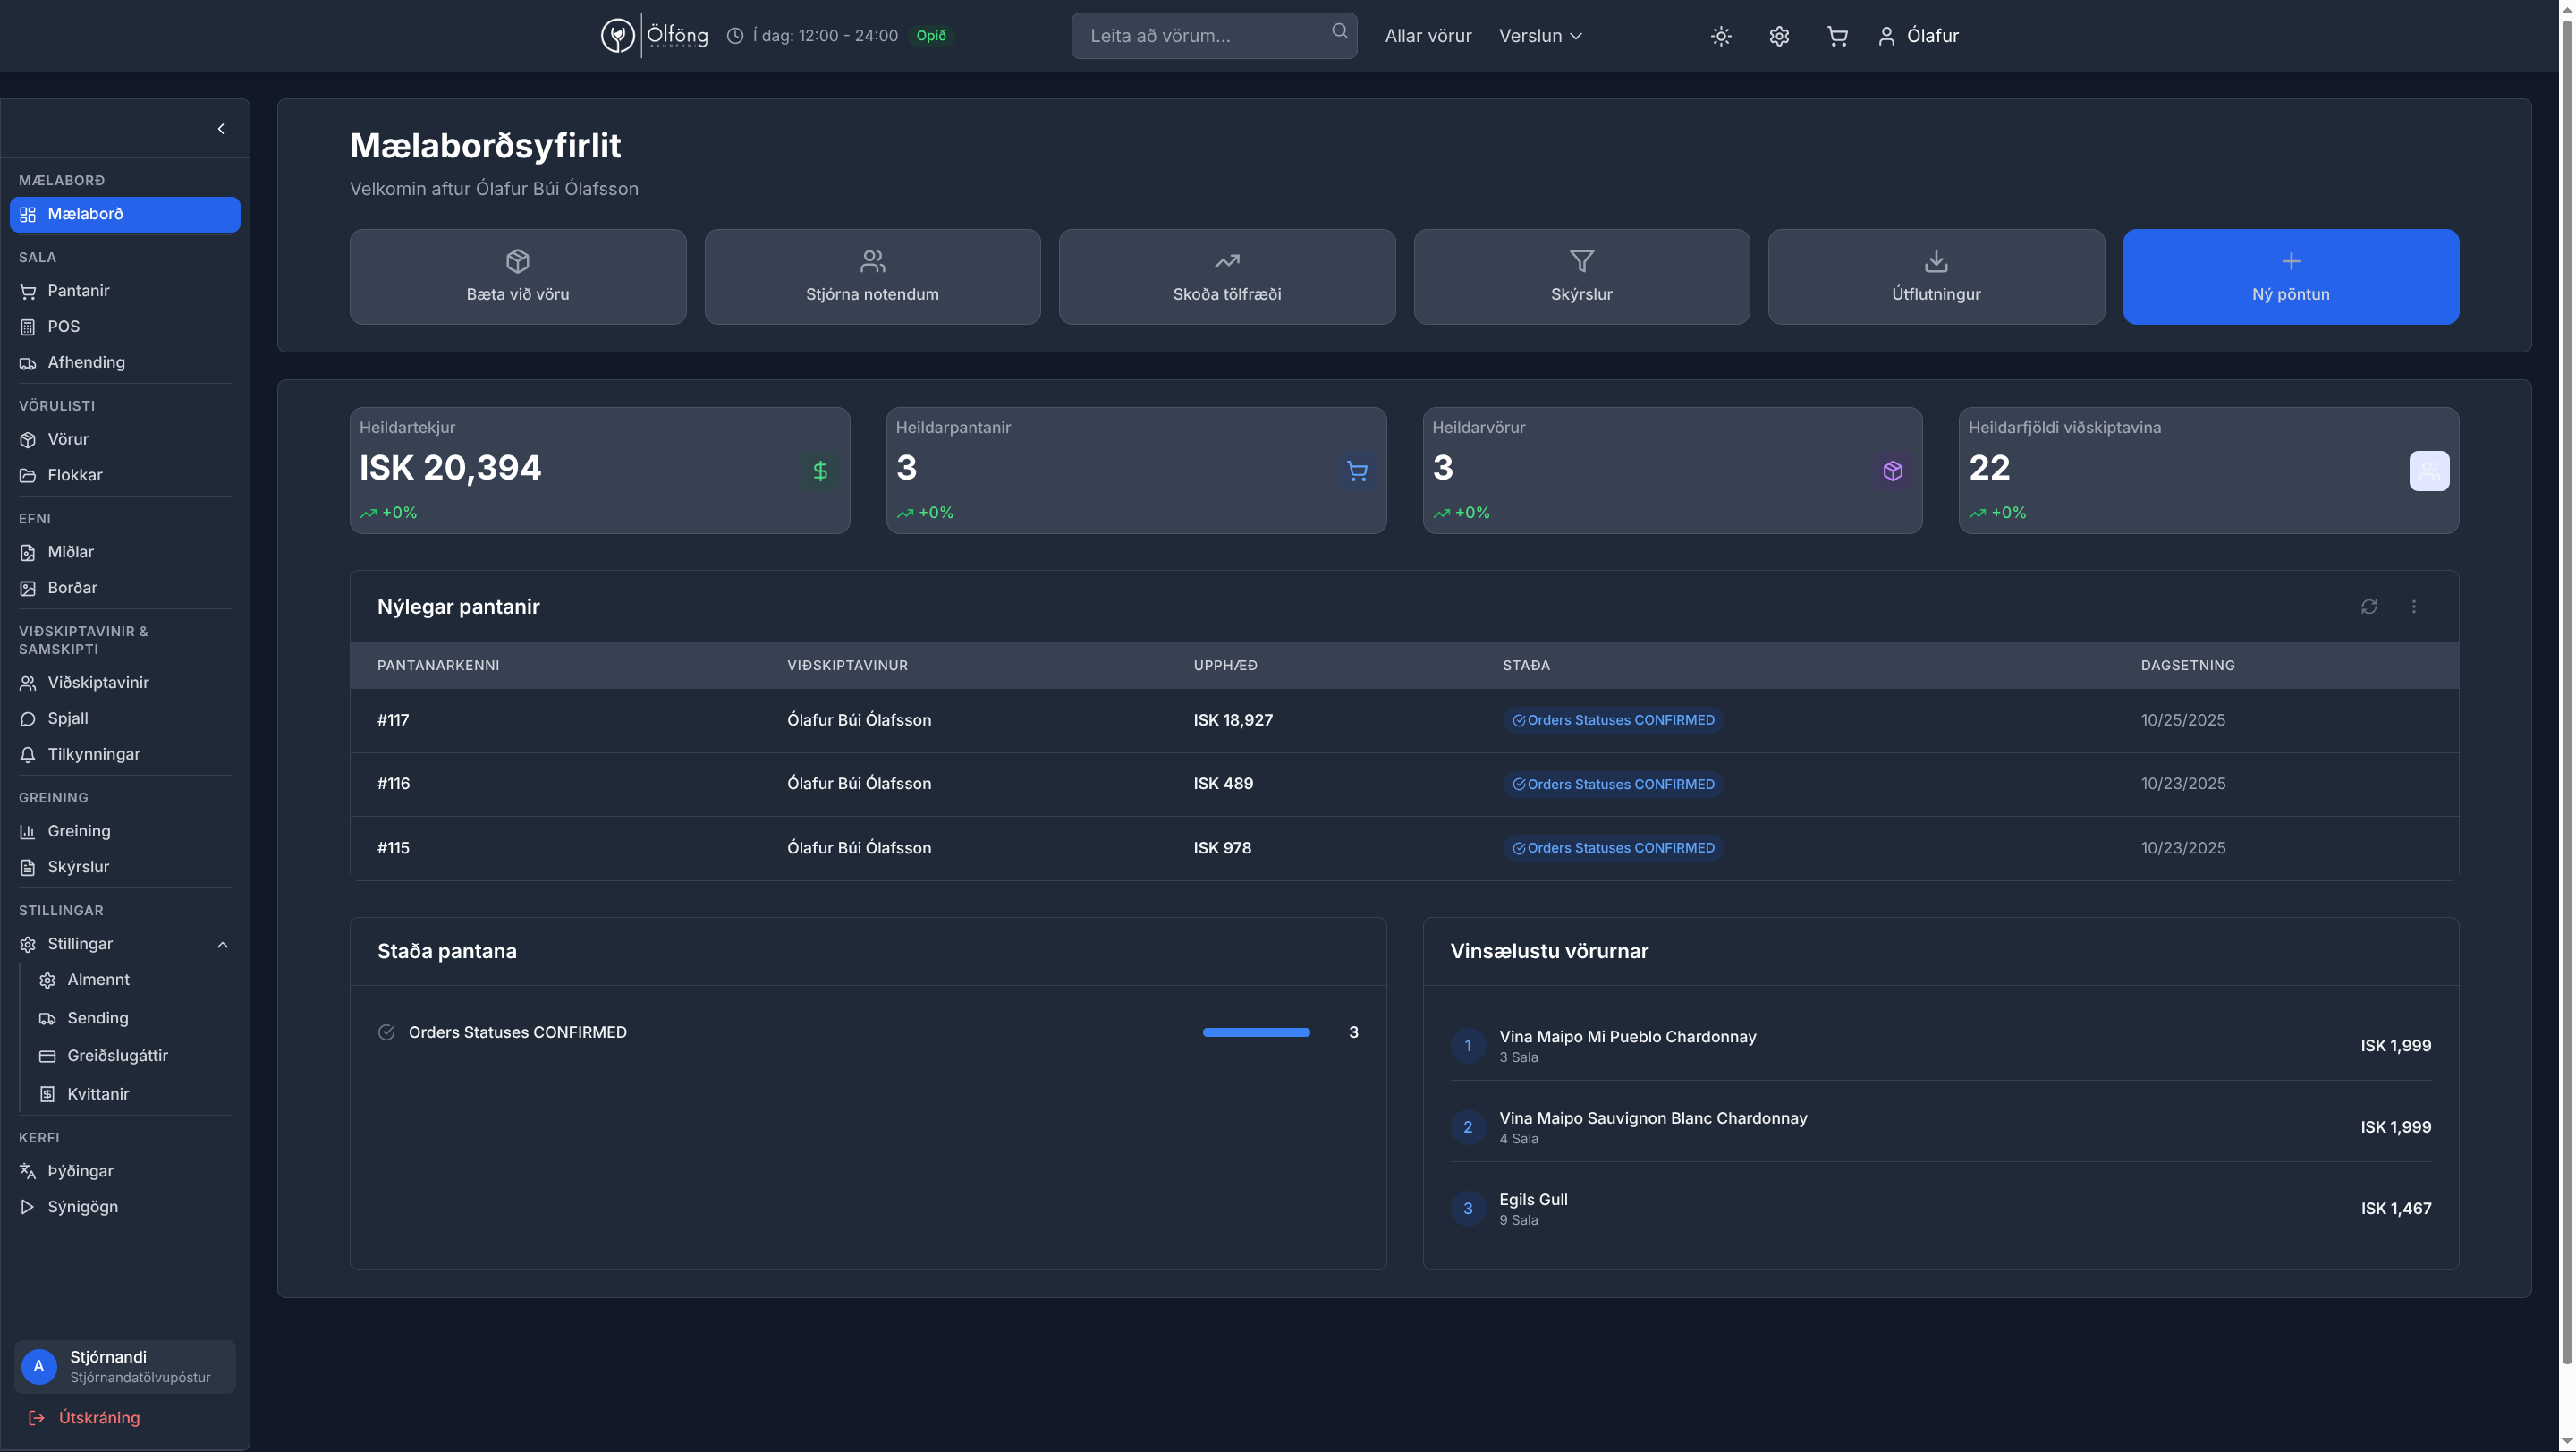 Ölföng
AKUREYRI
Í dag: 12:00 - 24:00
Opið
Leita að vörum...
Allar vörur
Verslun
Ólafur
MÆLABORÐ
Mælaborð
SALA
Pantanir
POS
Afhending
VÖRULISTI
Vörur
Flokkar
EFNI
Miðlar
Borðar
VIÐSKIPTAVINIR &
SAMSKIPTI
Viðskiptavinir
Spjall
Tilkynningar
GREINING
Greining
Skýrslur
STILLINGAR
Stillingar
Almennt
Sending
Greiðslugáttir
Kvittanir
KERFI
Þýðingar
Sýnigögn
A
Stjórnandi
Stjórnandatölvupóstur
Útskráning
Mælaborðsyfirlit
Velkomin aftur Ólafur Búi Ólafsson
Bæta við vöru
Stjórna notendum
Skoða tölfræði
Skýrslur
Útflutningur
Ný pöntun
Heildartekjur
ISK 20,394
+0%
Heildarpantanir
3
+0%
Heildarvörur
3
+0%
Heildarfjöldi viðskiptavina
22
+0%
Nýlegar pantanir
PANTANARKENNI VIÐSKIPTAVINUR UPPHÆÐ STAÐA DAGSETNING
#117 Ólafur Búi Ólafsson ISK 18,927 Orders Statuses CONFIRMED 10/25/2025
#116 Ólafur Búi Ólafsson ISK 489 Orders Statuses CONFIRMED 10/23/2025
#115 Ólafur Búi Ólafsson ISK 978 Orders Statuses CONFIRMED 10/23/2025
Staða pantana
Orders Statuses CONFIRMED 3
Vinsælustu vörurnar
1 Vina Maipo Mi Pueblo Chardonnay ISK 1,999
3 Sala
2 Vina Maipo Sauvignon Blanc Chardonnay ISK 1,999
4 Sala
3 Egils Gull ISK 1,467
9 Sala